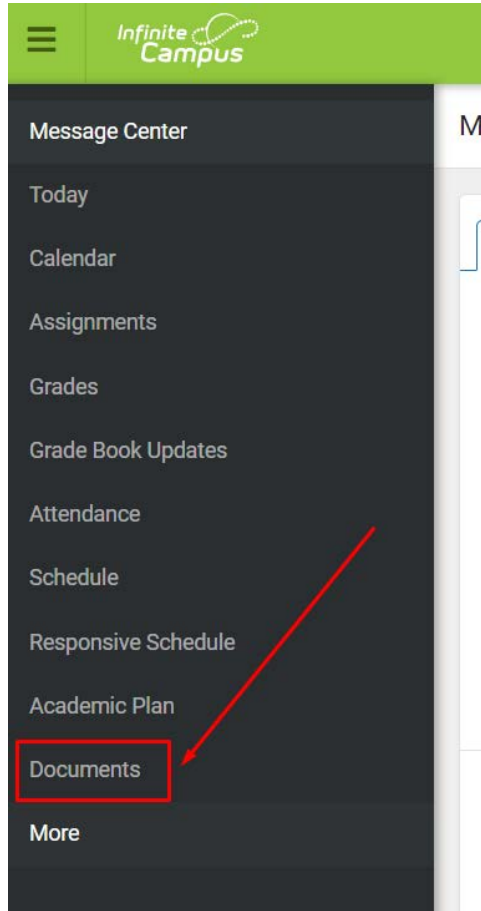 Infinite
Campus
Message Center
M
Today
Calendar
Assignments
Grades
Grade Book Updates
Attendance
Schedule
Responsive Schedule
Academic Plan
Documents
More